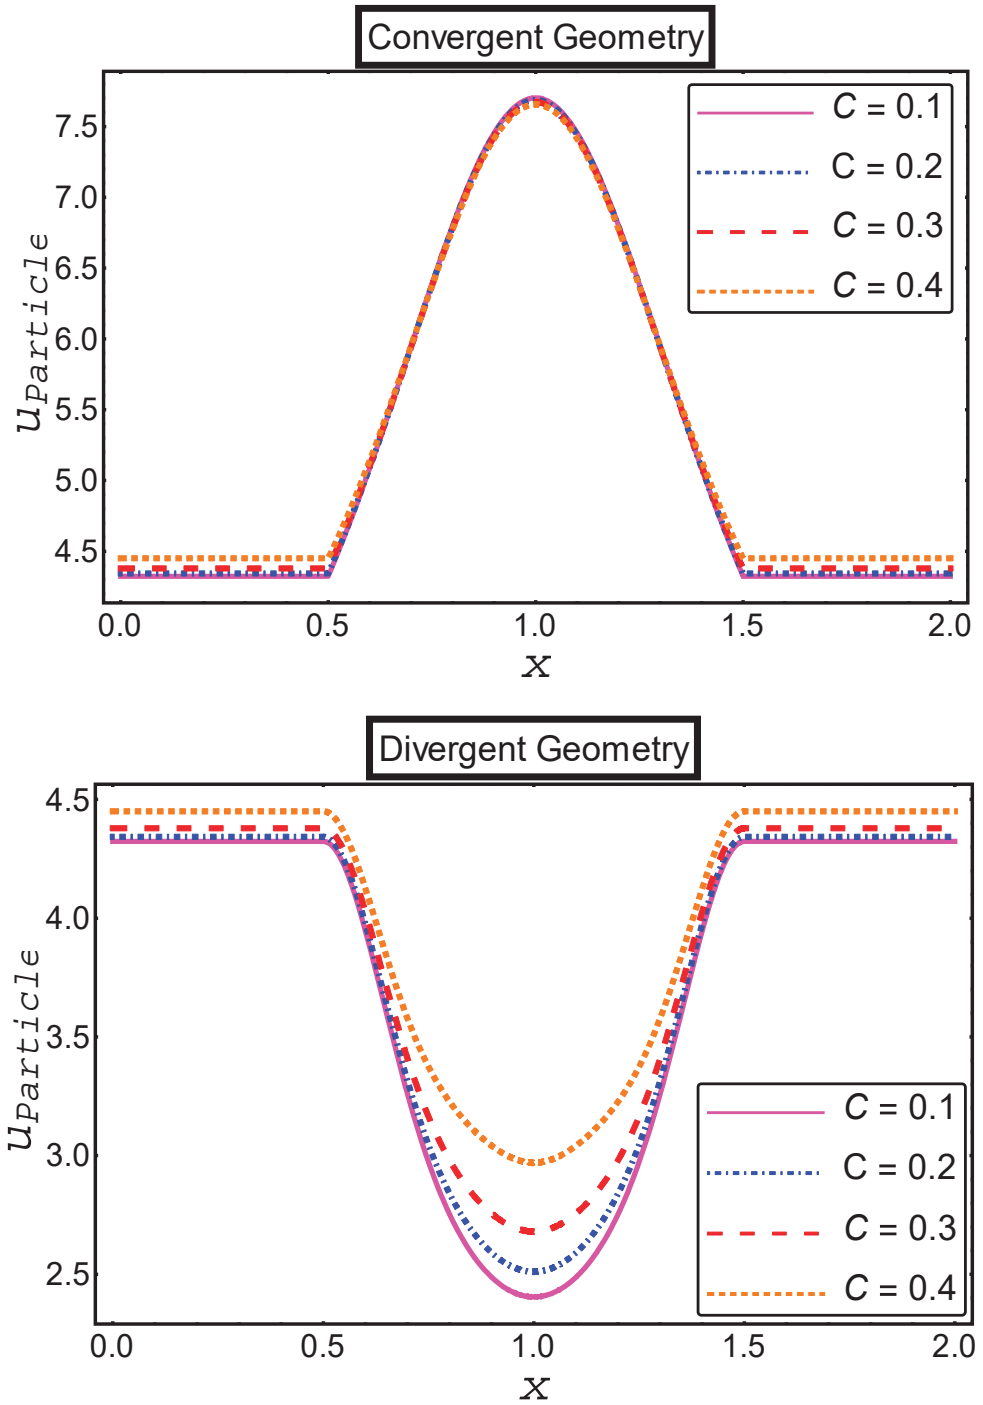 Convergent Geometry
7.5
7.0
6.5
6.0
5.5
5.0
4.5
uParticle
C = 0.1
C = 0.2
C = 0.3
C = 0.4
0.0 0.5 1.0 1.5 2.0
x
Divergent Geometry
4.5
4.0
3.5
3.0
2.5
uParticle
C = 0.1
C = 0.2
C = 0.3
C = 0.4
0.0 0.5 1.0 1.5 2.0
x